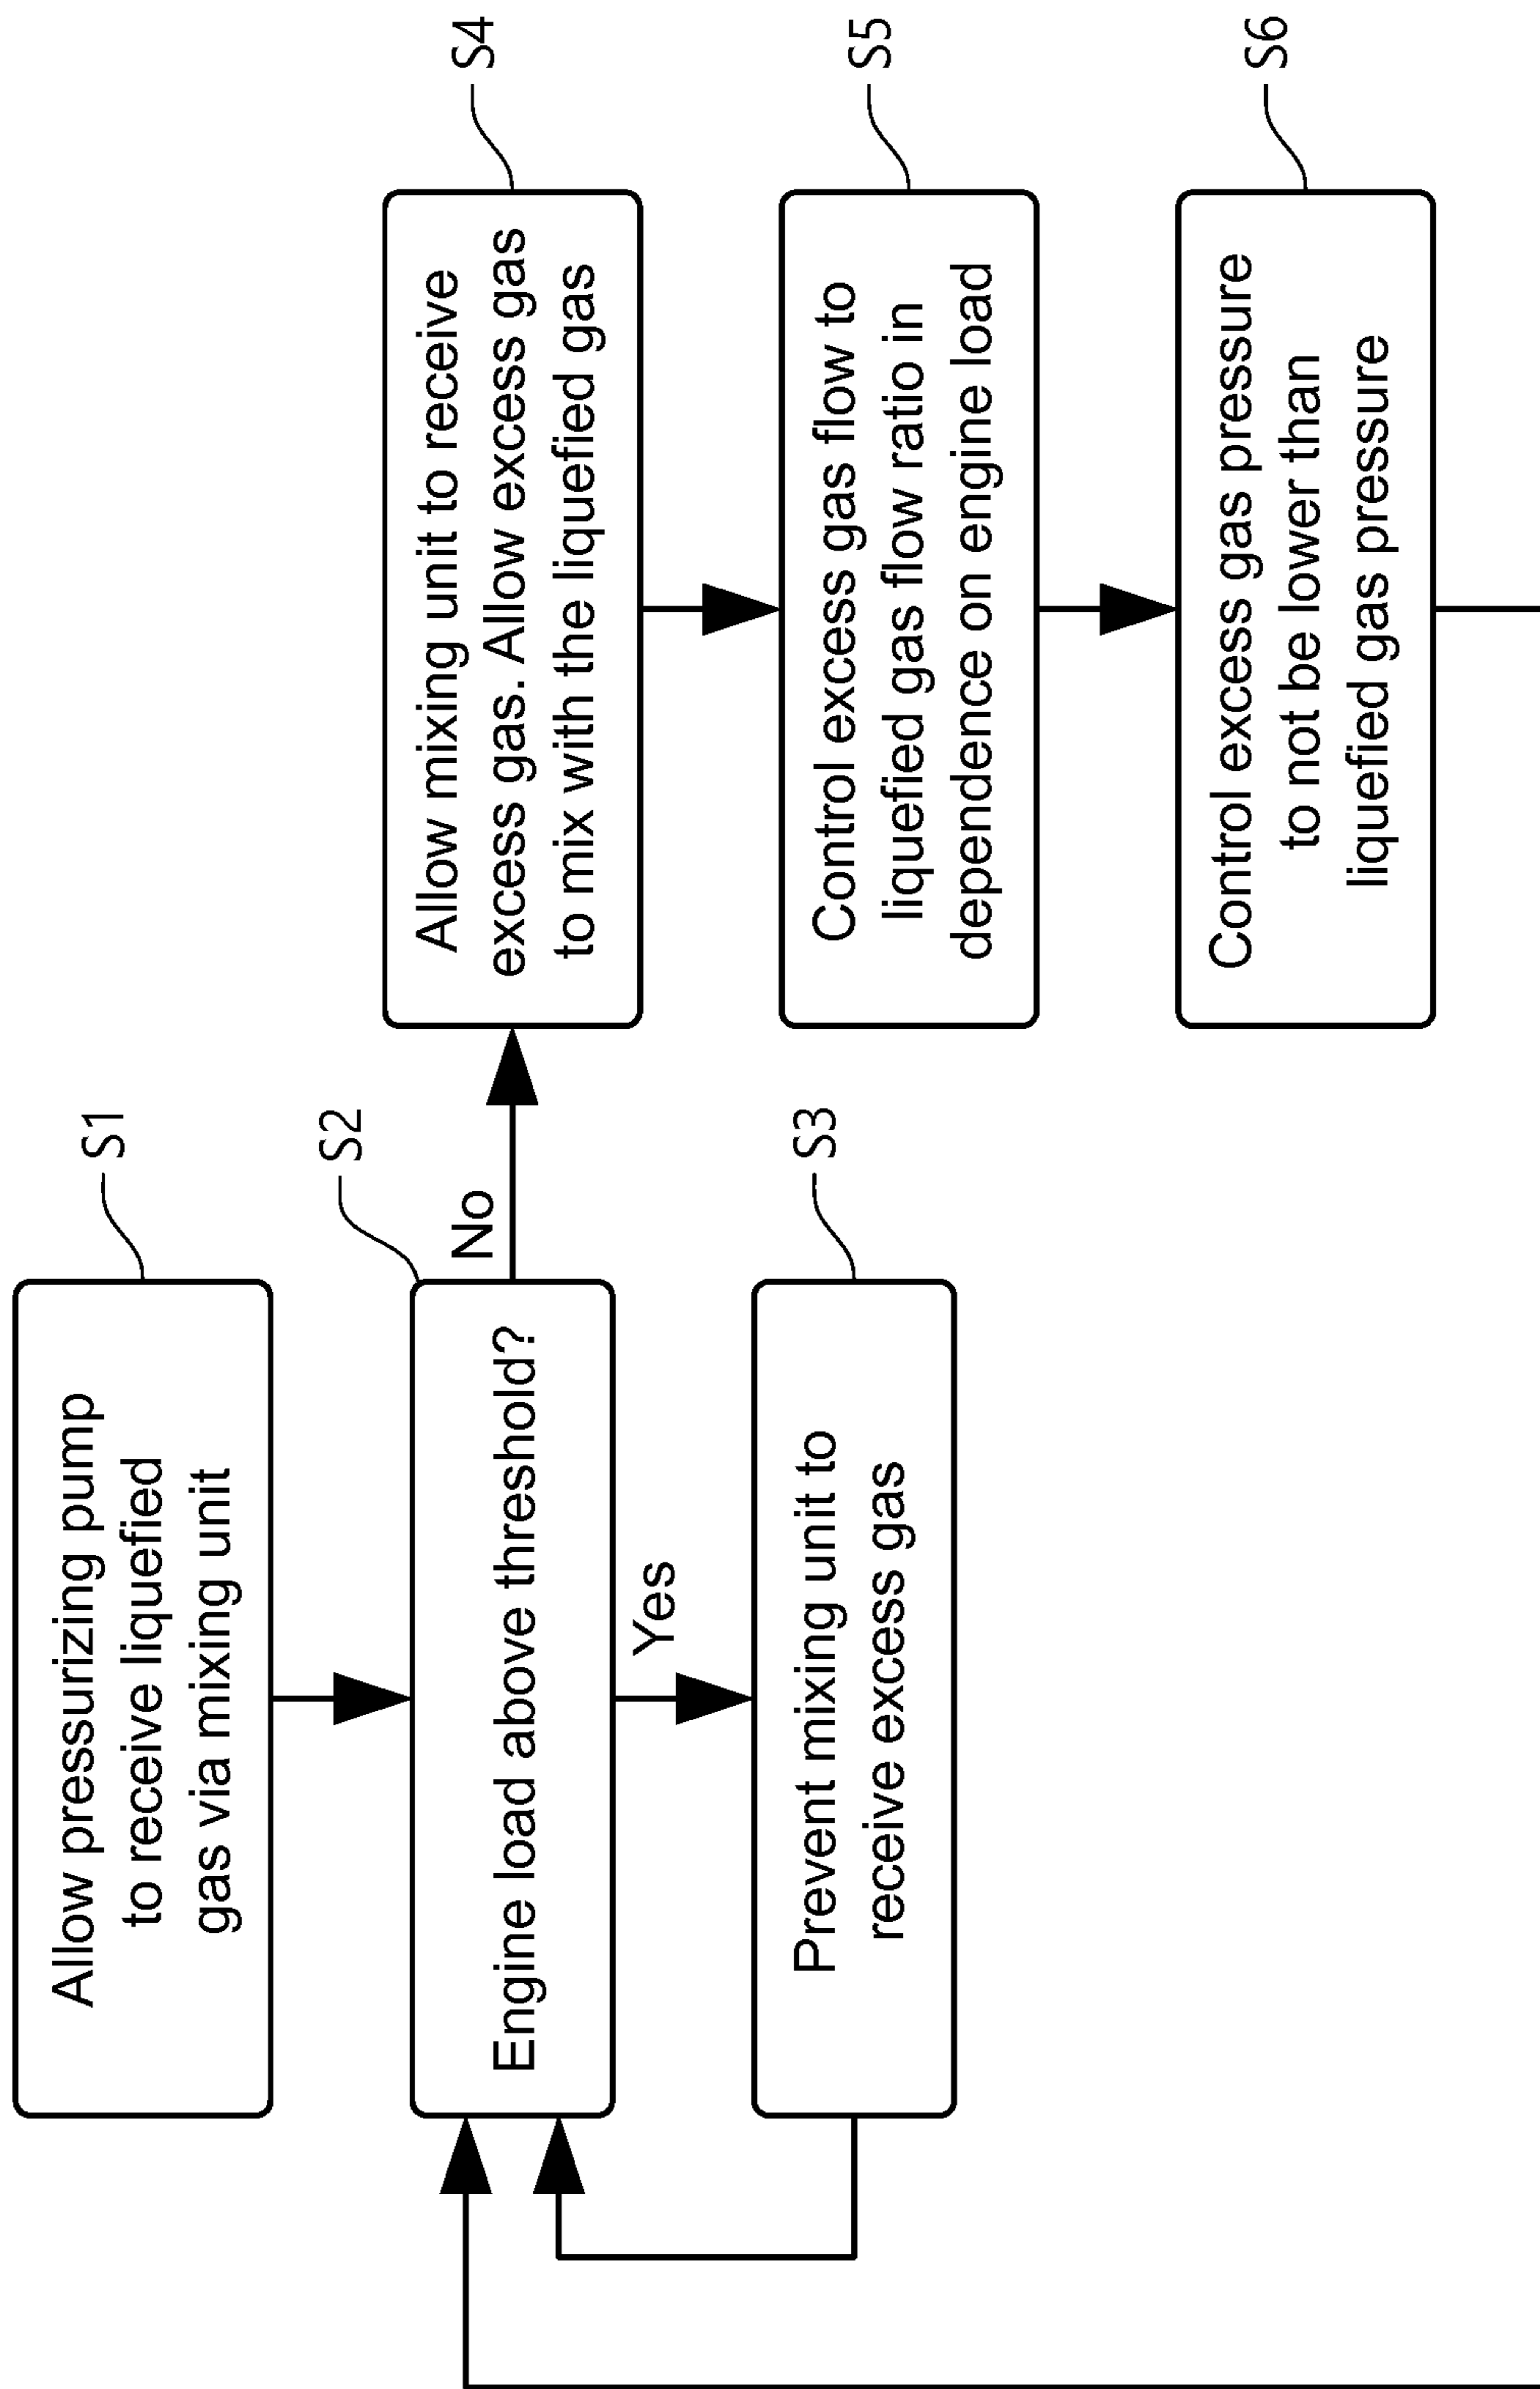 Allow pressurizing pump
to receive liquefied
gas via mixing unit
S1
Engine load above threshold?
S2
No
Yes
Prevent mixing unit to
receive excess gas
S3
Allow mixing unit to receive
excess gas. Allow excess gas
to mix with the liquefied gas
S4
Control excess gas flow to
liquefied gas flow ratio in
dependence on engine load
S5
Control excess gas pressure
to not be lower than
liquefied gas pressure
S6